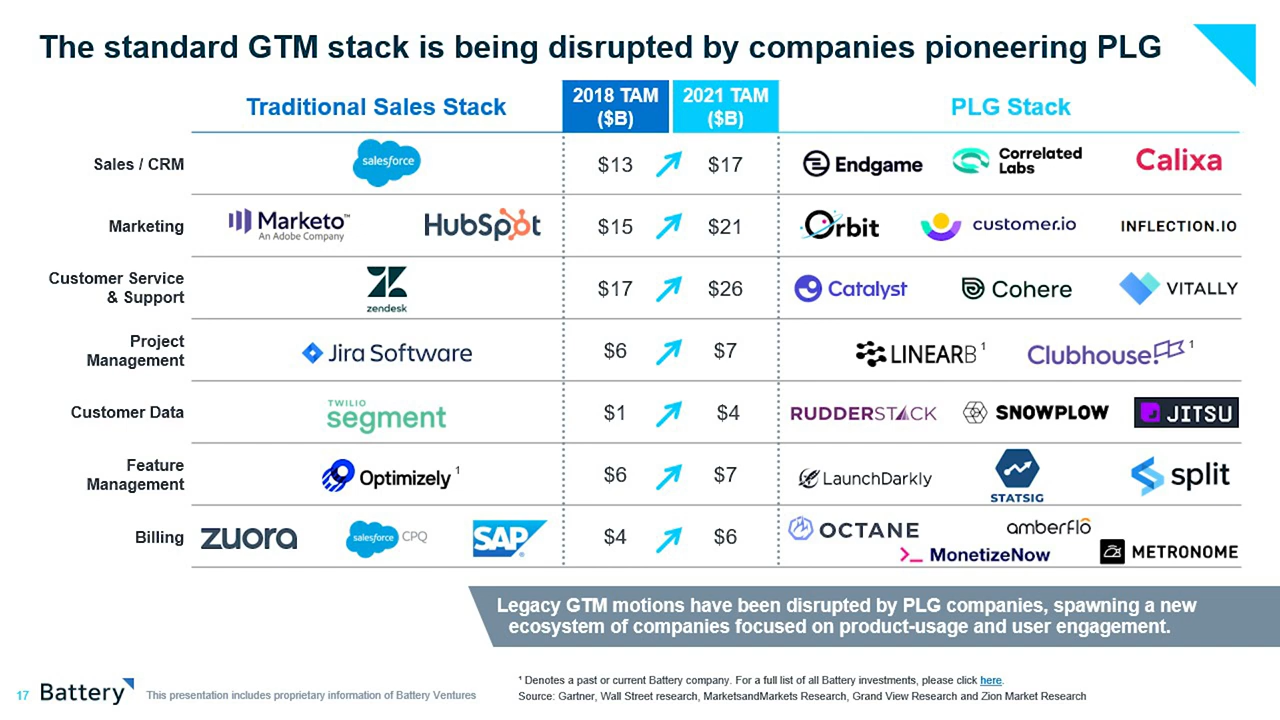 The standard GTM stack is being disrupted by companies pioneering PLG
Traditional Sales Stack
2018 TAM
($B)
2021 TAM
($B)
PLG Stack
Sales / CRM
salesforce
$13
$17
Endgame
Correlated
Labs
Calixa
Marketing
Marketo™
An Adobe Company
HubSpot
$15
$21
Orbit
customer.io
INFLECTION.IO
Customer Service
& Support
zendesk
$17
$26
Catalyst
Cohere
VITALLY
Project
Management
Jira Software
$6
$7
LINEARB¹
Clubhouse¹
Customer Data
TWILIO
segment
$1
$4
RUDDERSTACK
SNOWPLOW
JITSU
Feature
Management
Optimizely¹
$6
$7
LaunchDarkly
STATSIG
split
Billing
zuora
salesforce CPQ
SAP®
$4
$6
OCTANE
amberflo
MonetizeNow
METRONOME
Legacy GTM motions have been disrupted by PLG companies, spawning a new
ecosystem of companies focused on product-usage and user engagement.
17 Battery This presentation includes proprietary information of Battery Ventures
¹ Denotes a past or current Battery company. For a full list of all Battery investments, please click here.
Source: Gartner, Wall Street research, MarketsandMarkets Research, Grand View Research and Zion Market Research